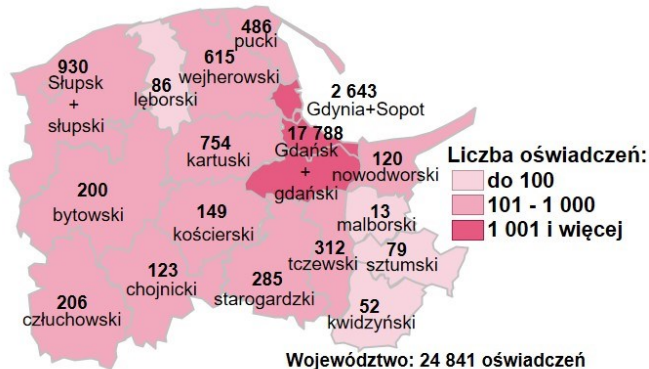 486
pucki
615
wejherowski
930
Słupsk
+
słupski
86
lęborski
2 643
Gdynia+Sopot
17 788
Gdańsk
+
gdański
754
kartuski
120
nowodworski
Liczba oświadczeń:
do 100
101 - 1 000
1 001 i więcej
200
bytowski
149
kościerski
13
malborski
312
tczewski
79
sztumski
123
chojnicki
285
starogardzki
206
człuchowski
52
kwidzyński
Województwo: 24 841 oświadczeń